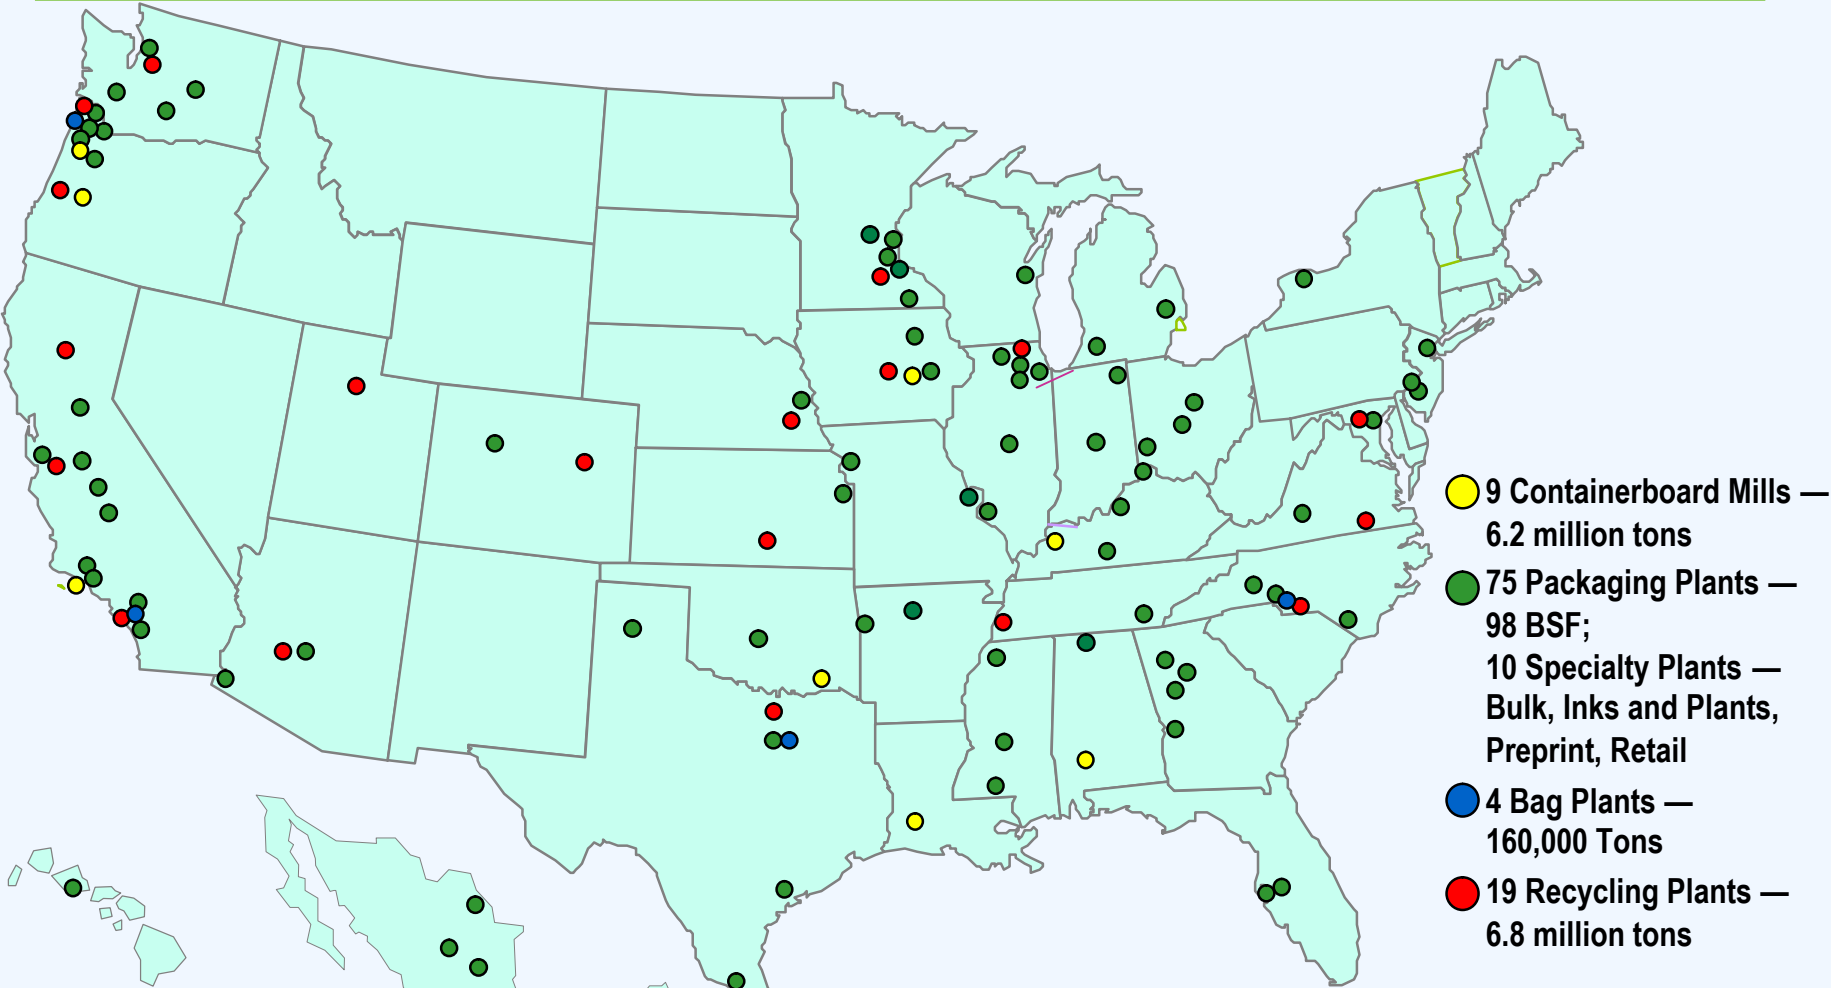 9 Containerboard Mills —
6.2 million tons
75 Packaging Plants —
98 BSF;
10 Specialty Plants —
Bulk, Inks and Plants,
Preprint, Retail
4 Bag Plants —
160,000 Tons
19 Recycling Plants —
6.8 million tons